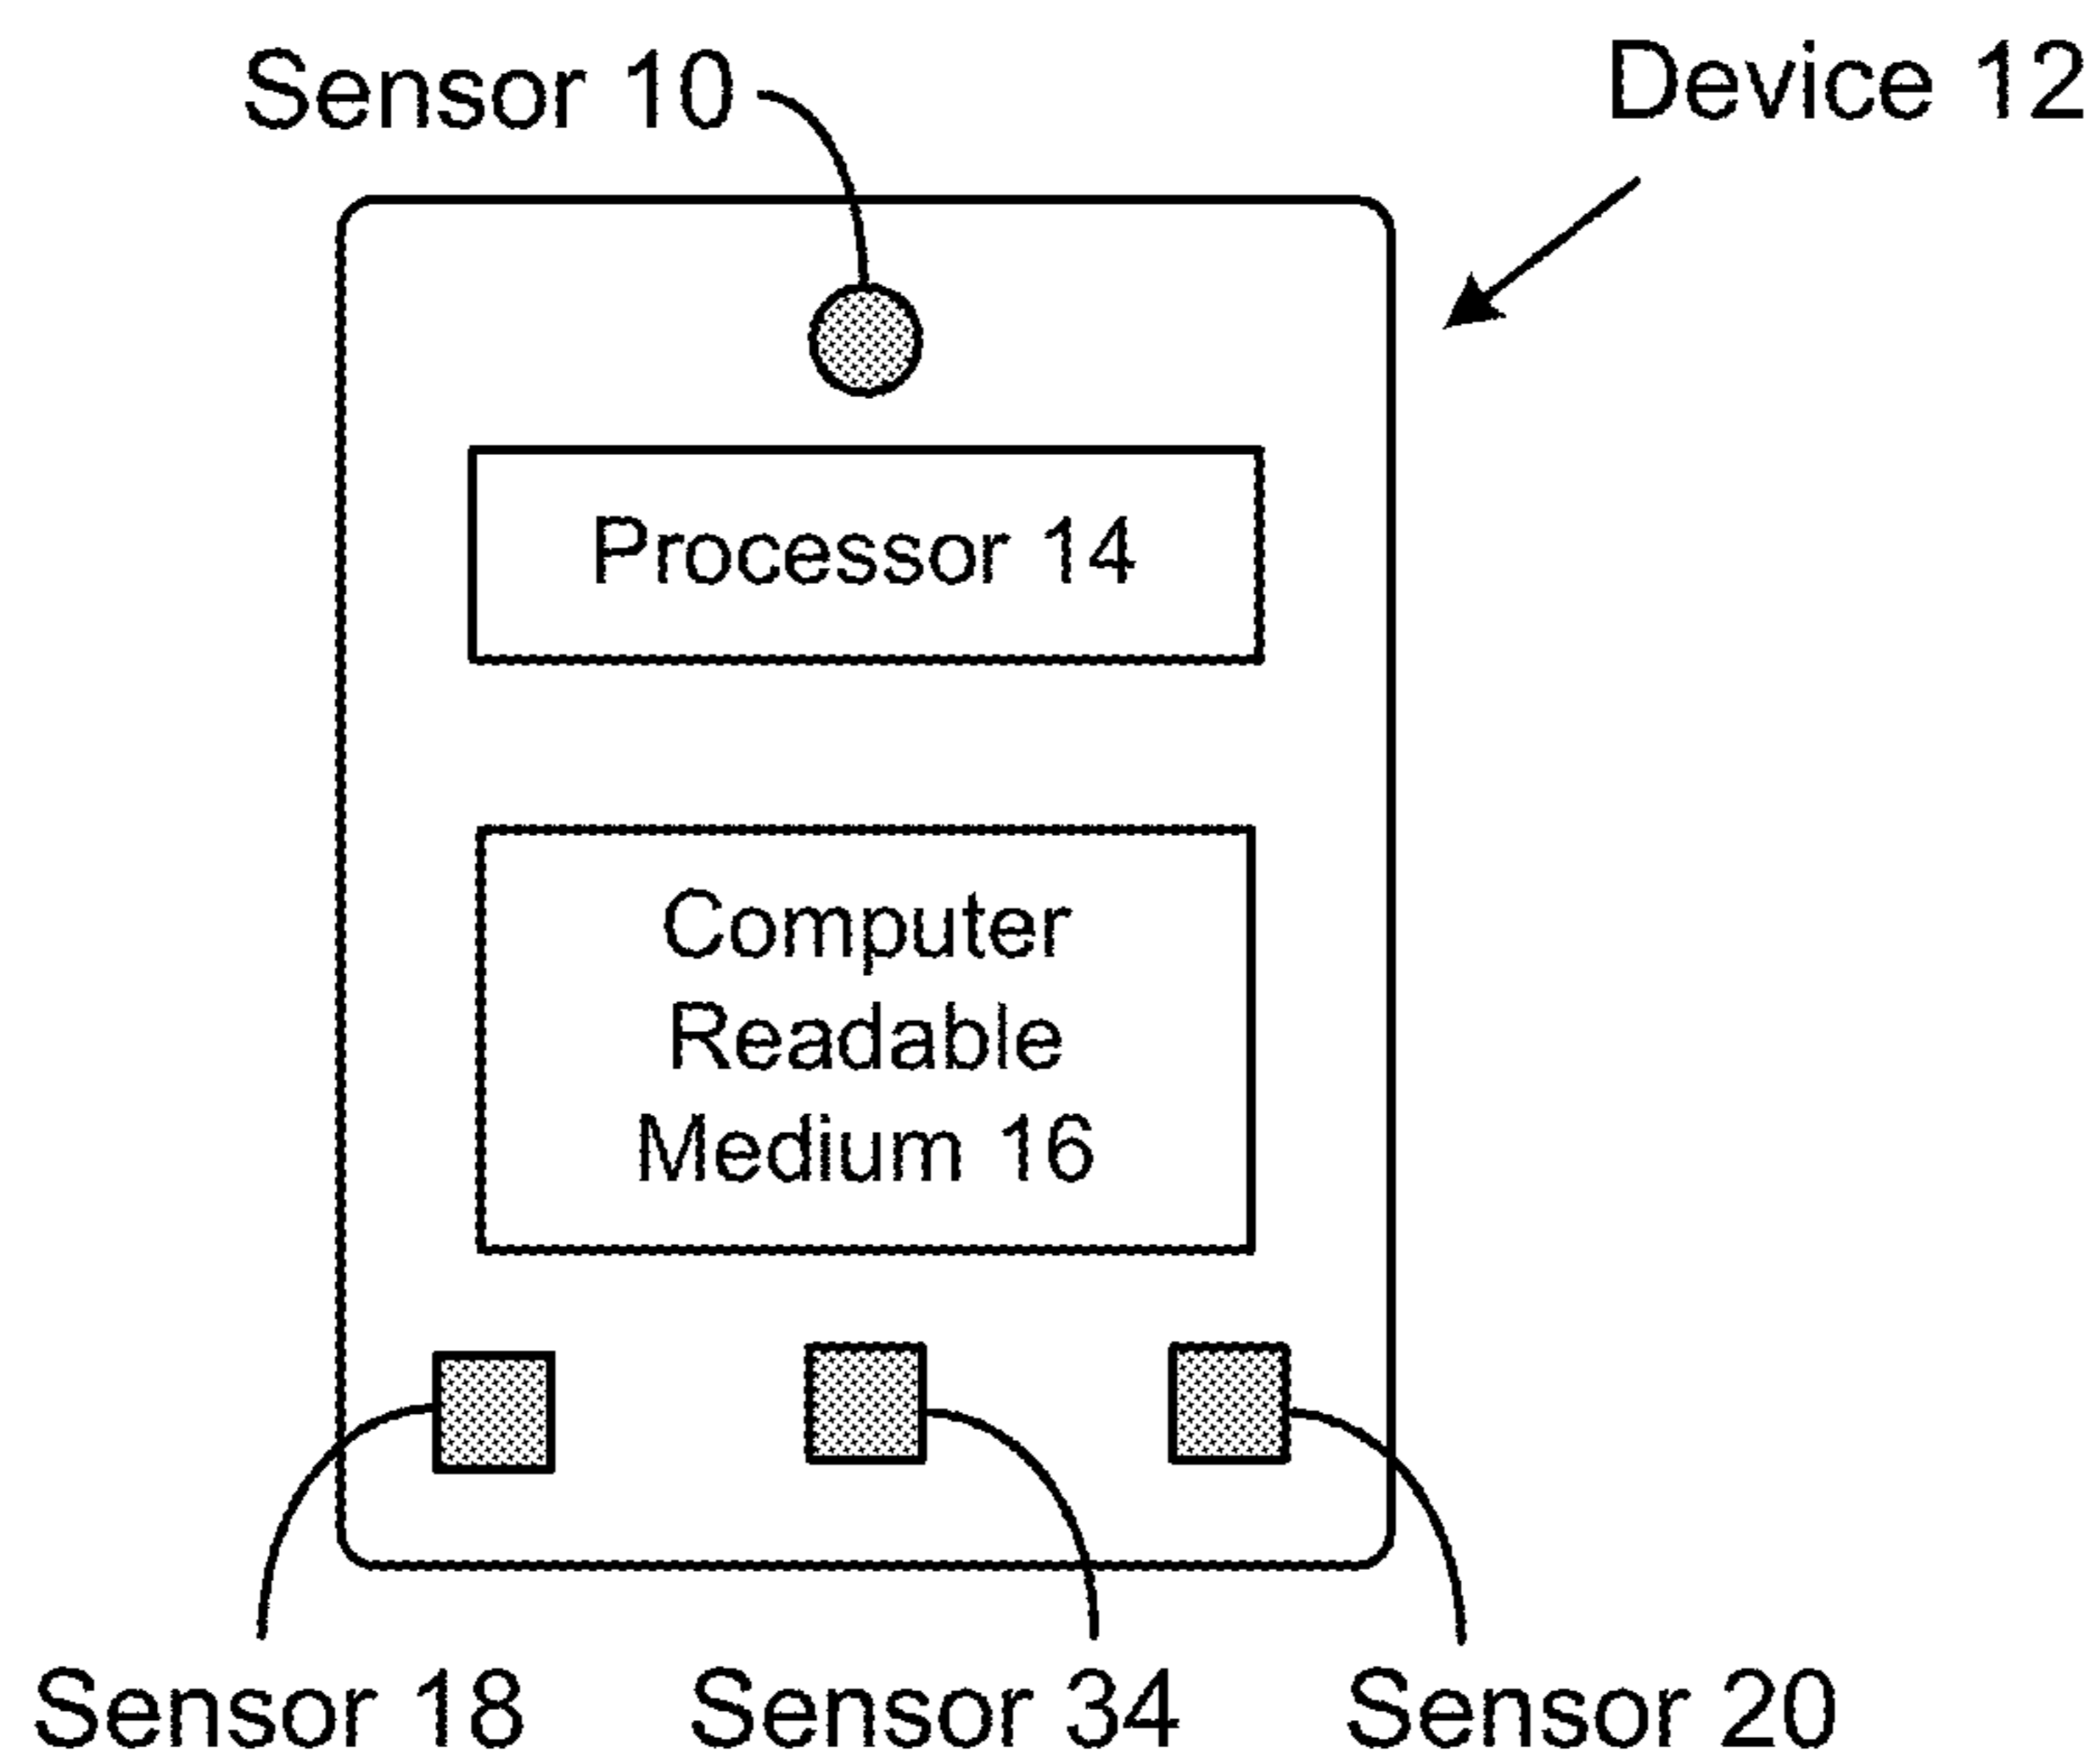 Sensor 10
Device 12
Processor 14
Computer
Readable
Medium 16
Sensor 18
Sensor 34
Sensor 20